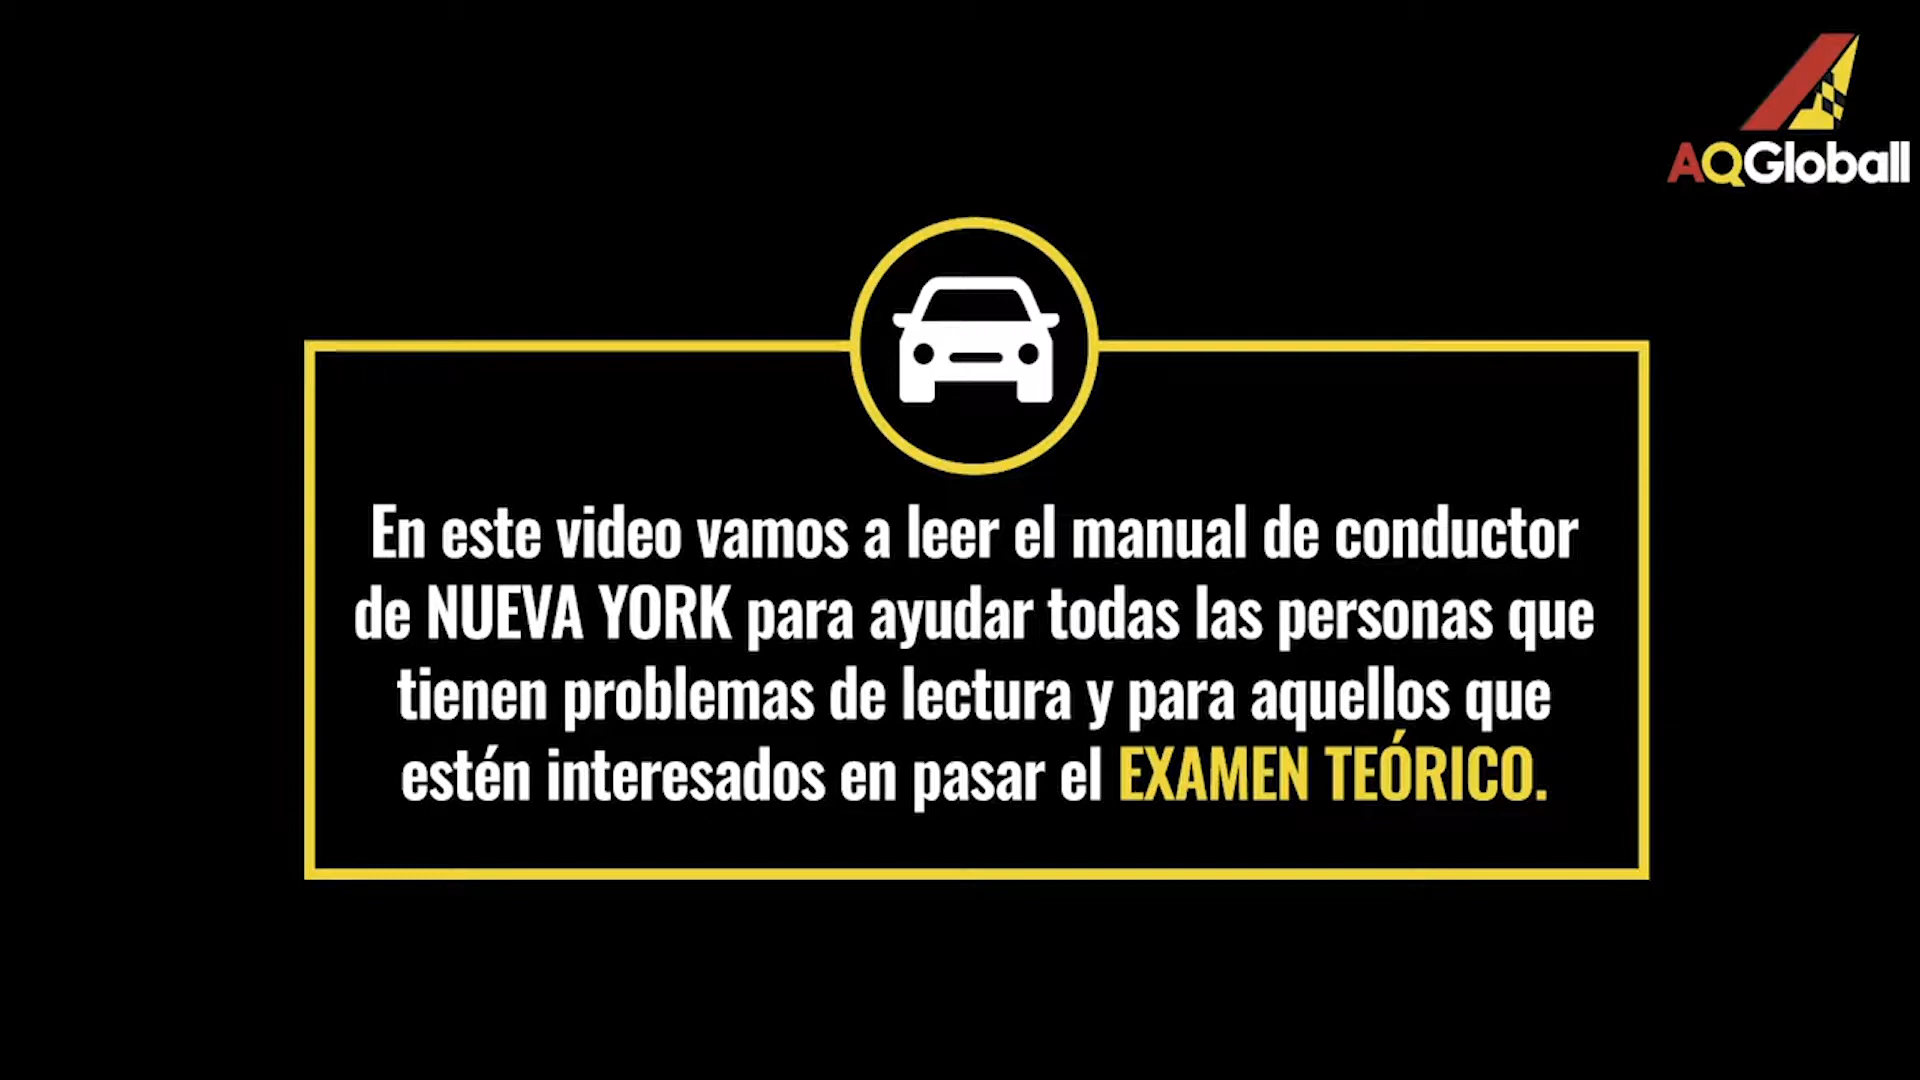 AQGloball
En este video vamos a leer el manual de conductor
de NUEVA YORK para ayudar todas las personas que
tienen problemas de lectura y para aquellos que
estén interesados en pasar el EXAMEN TEÓRICO.